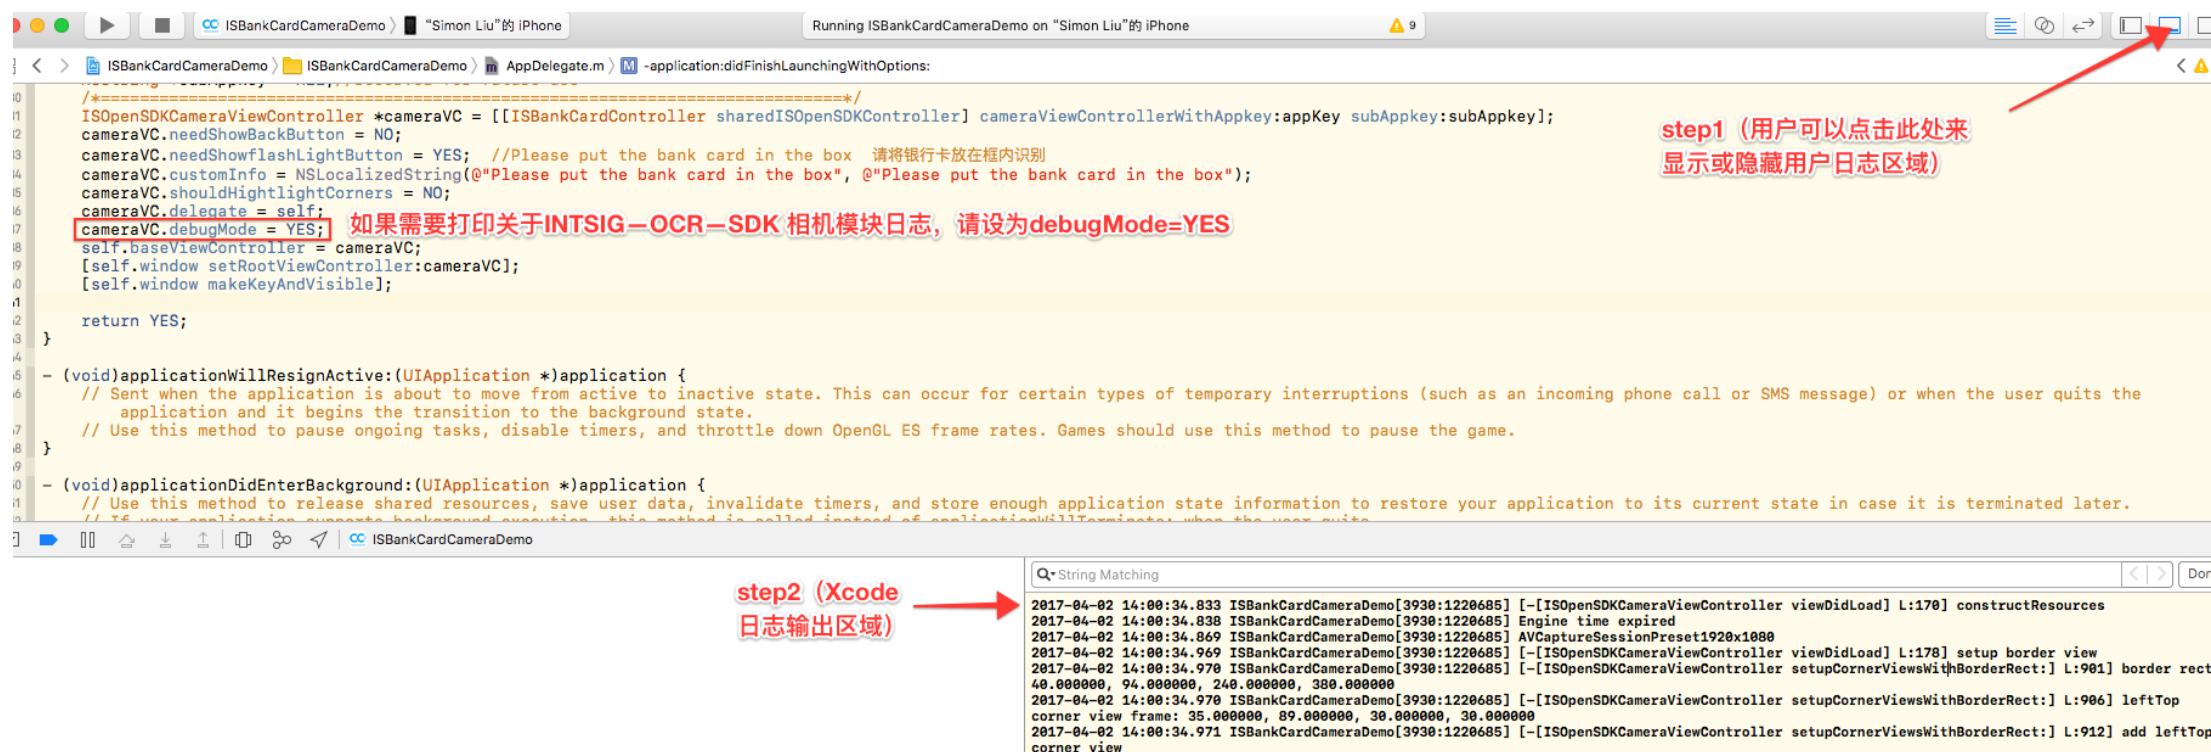 ISBankCardCameraDemo 〉 “Simon Liu”的 iPhone
Running ISBankCardCameraDemo on “Simon Liu”的 iPhone
9
ISBankCardCameraDemo 〉 ISBankCardCameraDemo 〉 AppDelegate.m 〉 M -application:didFinishLaunchingWithOptions:
/*=========================================================================*/
ISOpenSDKCameraViewController *cameraVC = [[ISBankCardController sharedISOpenSDKController] cameraViewControllerWithAppkey:appKey subAppkey:subAppkey];
cameraVC.needShowBackButton = NO;
cameraVC.needShowflashLightButton = YES;  //Please put the bank card in the box  请将银行卡放在框内识别
cameraVC.customInfo = NSLocalizedString(@"Please put the bank card in the box", @"Please put the bank card in the box");
cameraVC.shouldHightlightCorners = NO;
cameraVC.delegate = self;
cameraVC.debugMode = YES;
如果需要打印关于INTSIG—OCR—SDK 相机模块日志，请设为debugMode=YES
self.baseViewController = cameraVC;
[self.window setRootViewController:cameraVC];
[self.window makeKeyAndVisible];
return YES;
}
step1（用户可以点击此处来
显示或隐藏用户日志区域）
- (void)applicationWillResignActive:(UIApplication *)application {
// Sent when the application is about to move from active to inactive state. This can occur for certain types of temporary interruptions (such as an incoming phone call or SMS message) or when the user quits the
application and it begins the transition to the background state.
// Use this method to pause ongoing tasks, disable timers, and throttle down OpenGL ES frame rates. Games should use this method to pause the game.
}
- (void)applicationDidEnterBackground:(UIApplication *)application {
// Use this method to release shared resources, save user data, invalidate timers, and store enough application state information to restore your application to its current state in case it is terminated later.
// If your application supports background execution, this method is called instead of applicationWillTerminate: when the user quits.
ISBankCardCameraDemo
step2（Xcode
日志输出区域）
String Matching
2017-04-02 14:00:34.833 ISBankCardCameraDemo[3930:1220685] [-[ISOpenSDKCameraViewController viewDidLoad] L:170] constructResources
2017-04-02 14:00:34.838 ISBankCardCameraDemo[3930:1220685] Engine time expired
2017-04-02 14:00:34.869 ISBankCardCameraDemo[3930:1220685] AVCaptureSessionPreset1920x1080
2017-04-02 14:00:34.969 ISBankCardCameraDemo[3930:1220685] [-[ISOpenSDKCameraViewController viewDidLoad] L:178] setup border view
2017-04-02 14:00:34.970 ISBankCardCameraDemo[3930:1220685] [-[ISOpenSDKCameraViewController setupCornerViewsWithBorderRect:] L:901] border rect
40.000000, 94.000000, 240.000000, 380.000000
2017-04-02 14:00:34.970 ISBankCardCameraDemo[3930:1220685] [-[ISOpenSDKCameraViewController setupCornerViewsWithBorderRect:] L:906] leftTop
corner view frame: 35.000000, 89.000000, 30.000000, 30.000000
2017-04-02 14:00:34.971 ISBankCardCameraDemo[3930:1220685] [-[ISOpenSDKCameraViewController setupCornerViewsWithBorderRect:] L:912] add leftTop
corner view